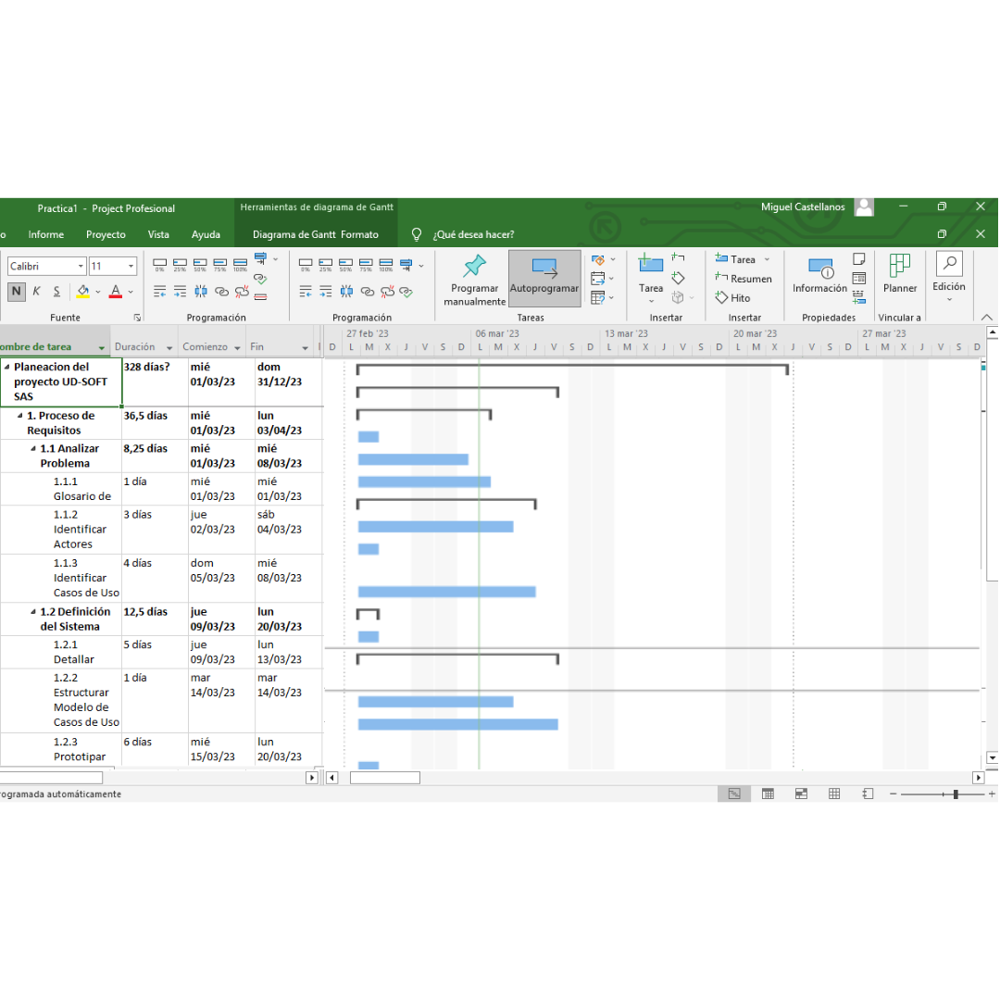 Practica1 - Project Profesional
Herramientas de diagrama de Gantt
Miguel Castellanos
o Informe Proyecto Vista Ayuda Diagrama de Gantt Formato ¿Qué desea hacer?
Calibri 11
N K S A
0% 25% 50% 75% 100%
0% 25% 50% 75% 100%
Programar manualmente
Autoprogramar
Tarea
Tarea
Resumen
Hito
Información
Planner
Edición
Fuente Programación Programación Tareas Insertar Insertar Propiedades Vincular a
ombre de tarea Duración Comienzo Fin
27 feb '23 06 mar '23 13 mar '23 20 mar '23 27 mar '23
D L M X J V S D L M X J V S D L M X J V S D L M X J V S D L M X J V S D
Planeacion del 328 días? mié dom
proyecto UD-SOFT 01/03/23 31/12/23
SAS
1. Proceso de 36,5 días mié lun
Requisitos 01/03/23 03/04/23
1.1 Analizar 8,25 días mié mié
Problema 01/03/23 08/03/23
1.1.1 1 día mié mié
Glosario de 01/03/23 01/03/23
1.1.2 3 días jue sáb
Identificar 02/03/23 04/03/23
Actores
1.1.3 4 días dom mié
Identificar 05/03/23 08/03/23
Casos de Uso
1.2 Definición 12,5 días jue lun
del Sistema 09/03/23 20/03/23
1.2.1 5 días jue lun
Detallar 09/03/23 13/03/23
1.2.2 1 día mar mar
Estructurar 14/03/23 14/03/23
Modelo de
Casos de Uso
1.2.3 6 días mié lun
Prototipar 15/03/23 20/03/23
rogramada automáticamente